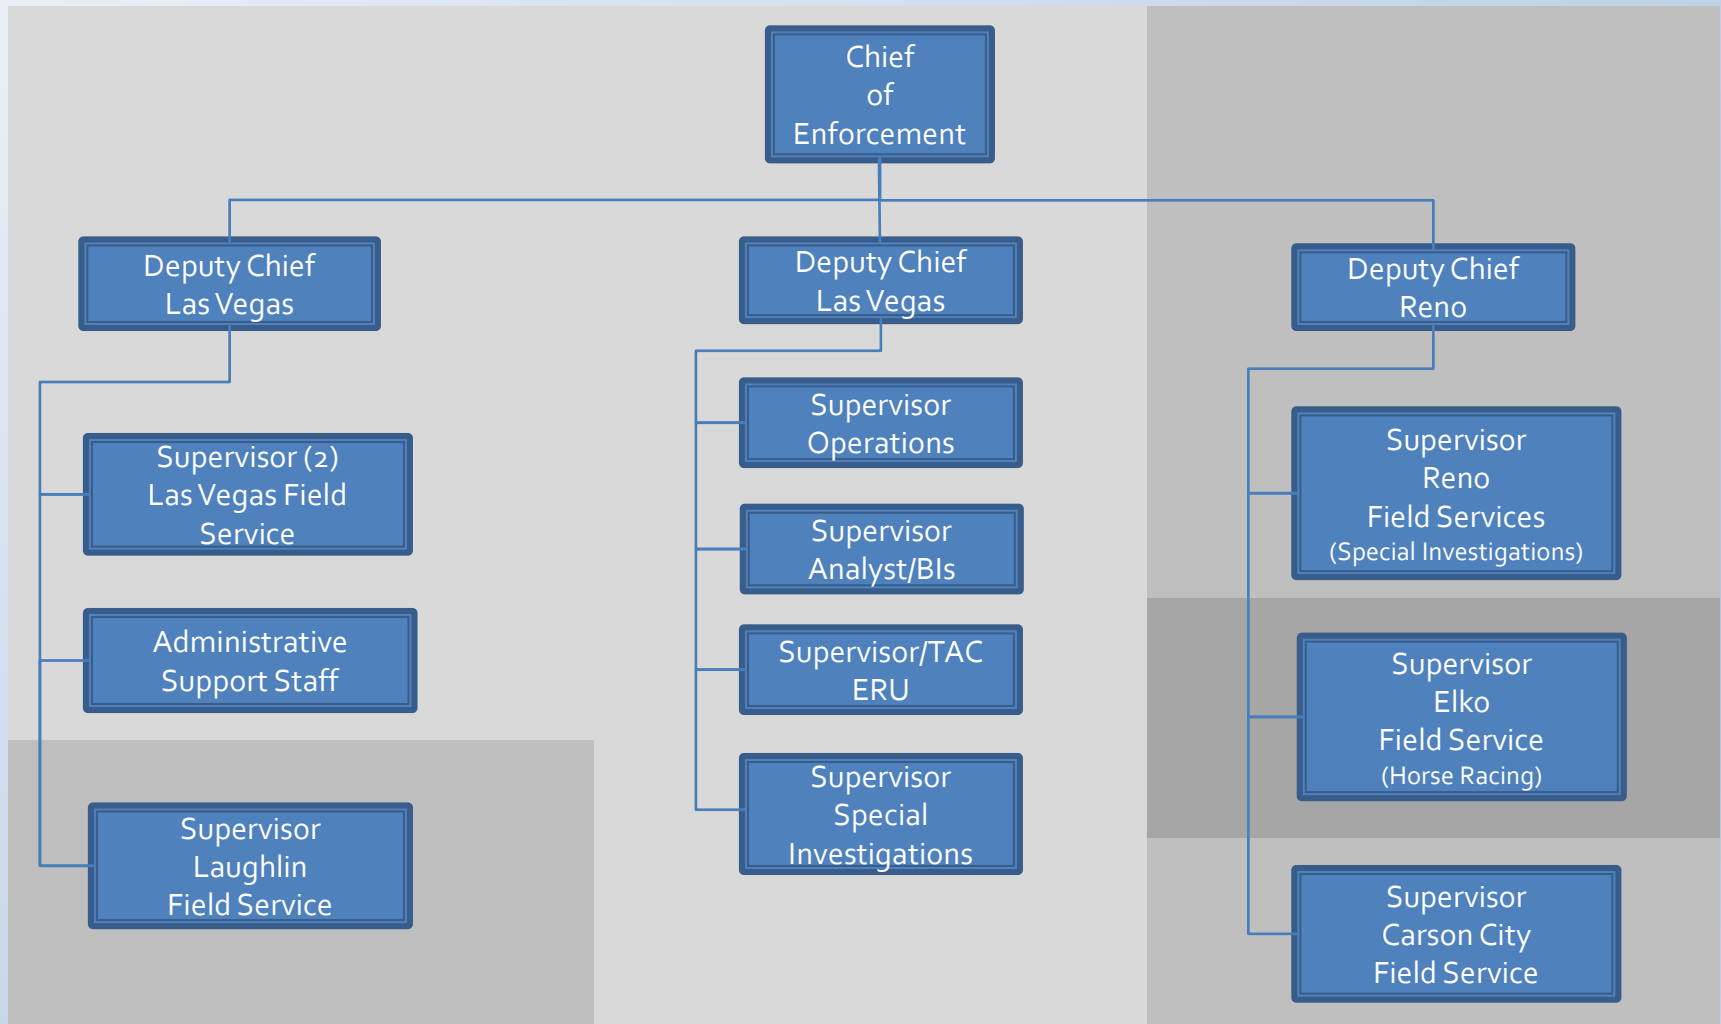 Chief
of
Enforcement
Deputy Chief
Las Vegas
Deputy Chief
Las Vegas
Deputy Chief
Reno
Supervisor (2)
Las Vegas Field
Service
Administrative
Support Staff
Supervisor
Laughlin
Field Service
Supervisor
Operations
Supervisor
Analyst/BIs
Supervisor/TAC
ERU
Supervisor
Special
Investigations
Supervisor
Reno
Field Services
(Special Investigations)
Supervisor
Elko
Field Service
(Horse Racing)
Supervisor
Carson City
Field Service